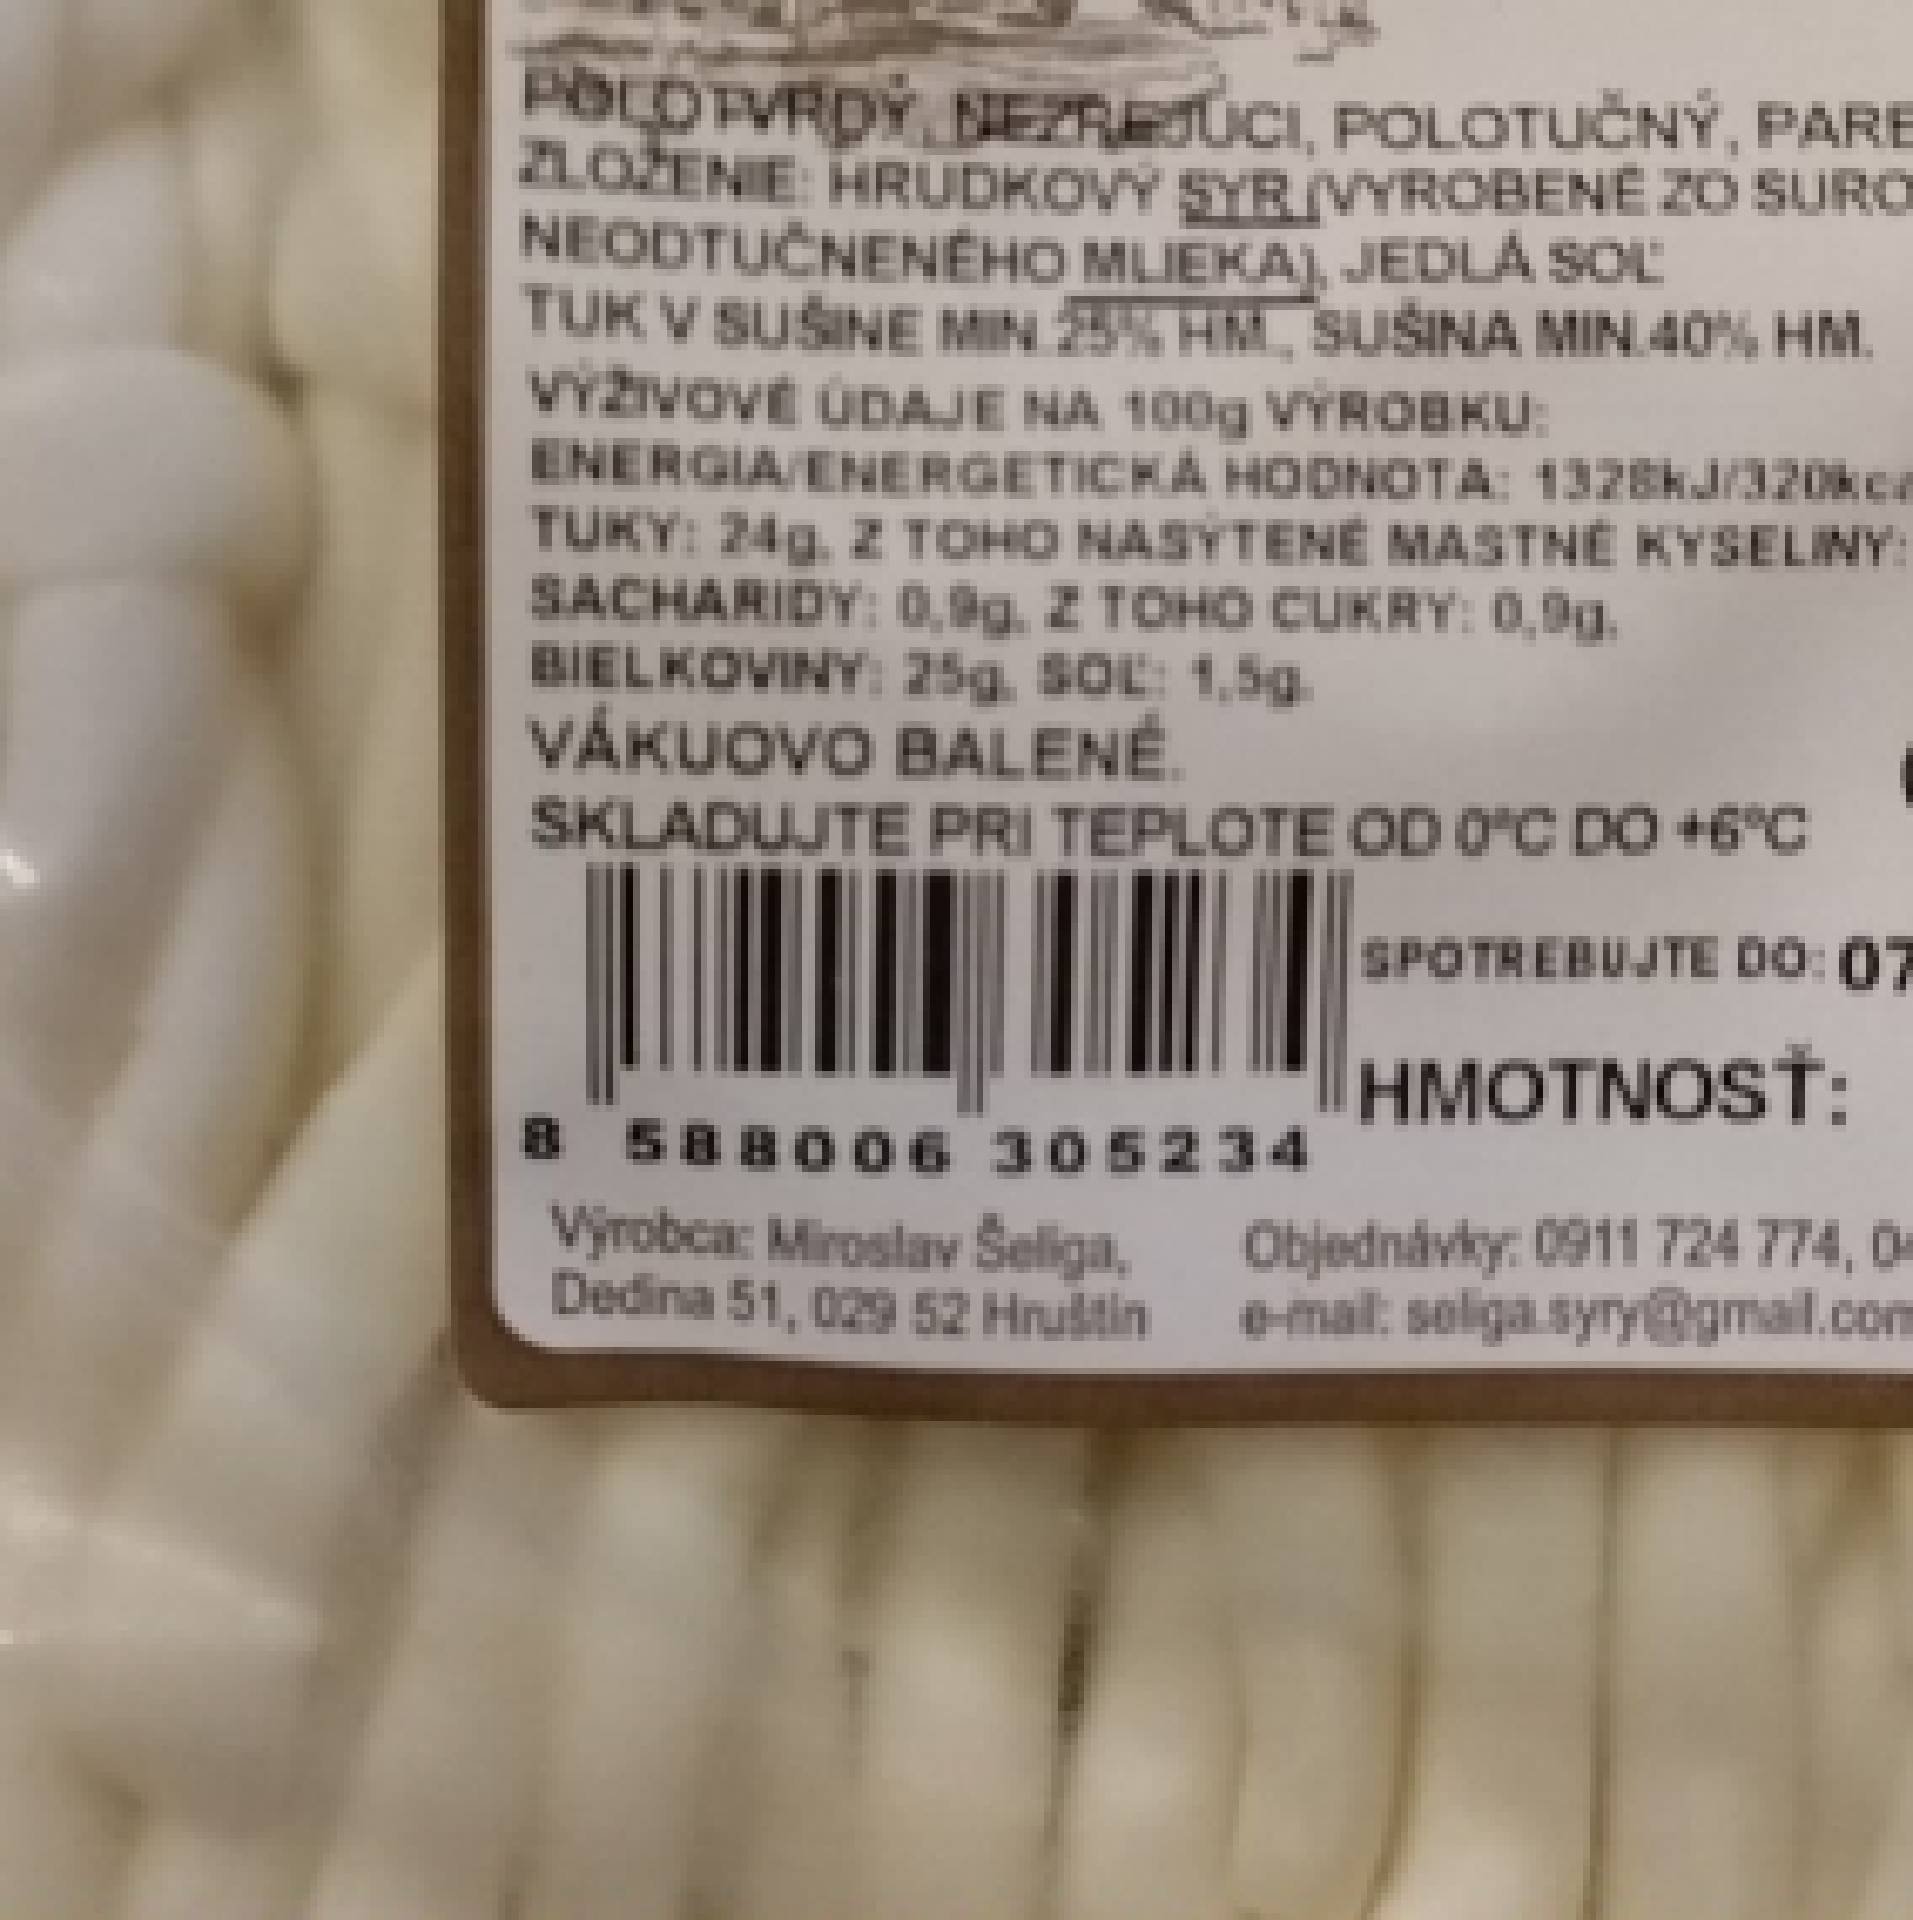 POLOTVRDÝ, NEZREJÚCI, POLOTUČNÝ, PARE
ZLOŽENIE: HRUDKOVÝ SYR (VYROBENÉ ZO SURO
NEODTUČNENÉHO MLIEKA), JEDLÁ SOĽ
TUK V SUŠINE MIN.25% HM., SUŠINA MIN.40% HM.
VÝŽIVOVÉ ÚDAJE NA 100g VÝROBKU:
ENERGIA/ENERGETICKÁ HODNOTA: 1328kJ/320kca
TUKY: 24g, Z TOHO NASÝTENÉ MASTNÉ KYSELINY:
SACHARIDY: 0,9g, Z TOHO CUKRY: 0,9g,
BIELKOVINY: 25g, SOĽ: 1,5g.
VÁKUOVO BALENÉ.
SKLADUJTE PRI TEPLOTE OD 0°C DO +6°C
SPOTREBUJTE DO: 07
HMOTNOSŤ:
8 588006 305234
Výrobca: Miroslav Šeliga,
Dedina 51, 029 52 Hruštín
Objednávky: 0911 724 774, 04
e-mail: seliga.syry@gmail.com